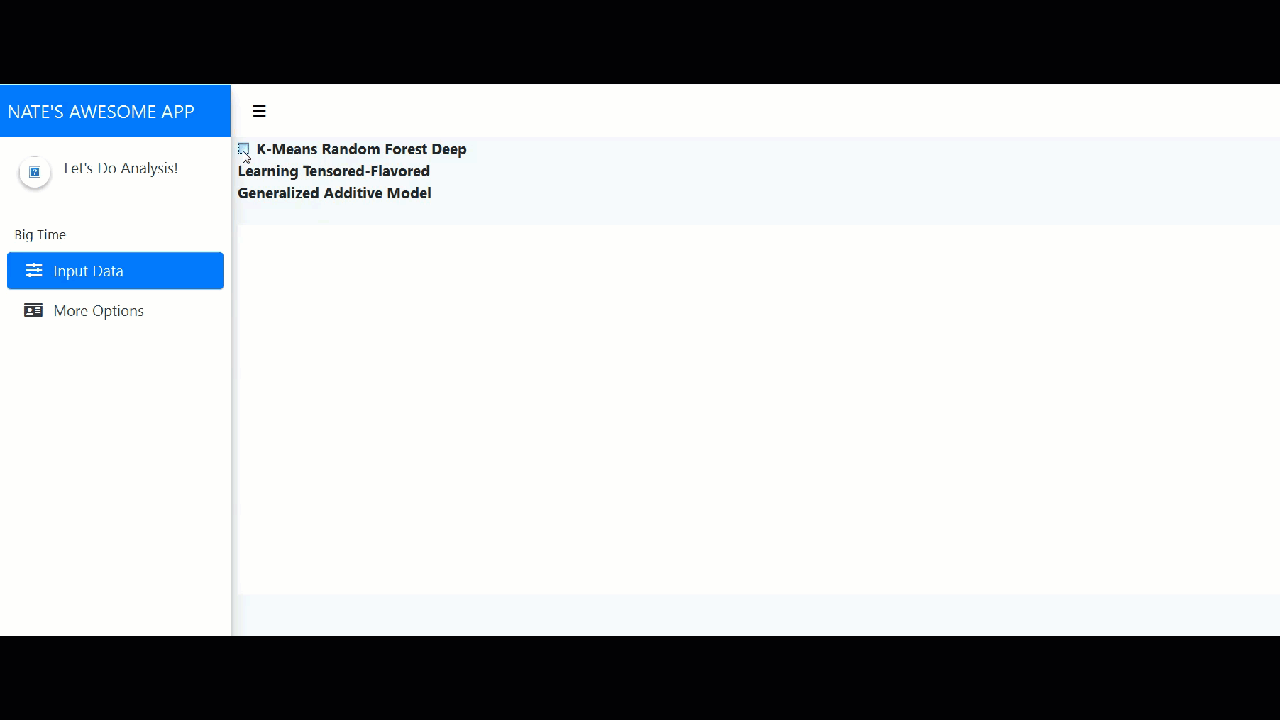 NATE'S AWESOME APP
Let's Do Analysis!
Big Time
Input Data
More Options
K-Means Random Forest Deep
Learning Tensored-Flavored
Generalized Additive Model